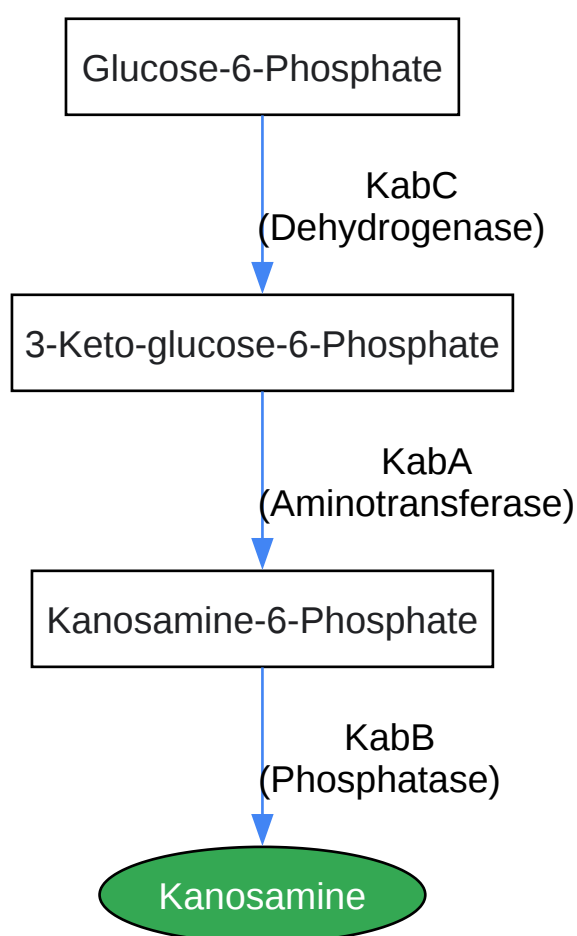 Glucose-6-Phosphate
KabC
(Dehydrogenase)
3-Keto-glucose-6-Phosphate
KabA
(Aminotransferase)
Kanosamine-6-Phosphate
KabB
(Phosphatase)
Kanosamine